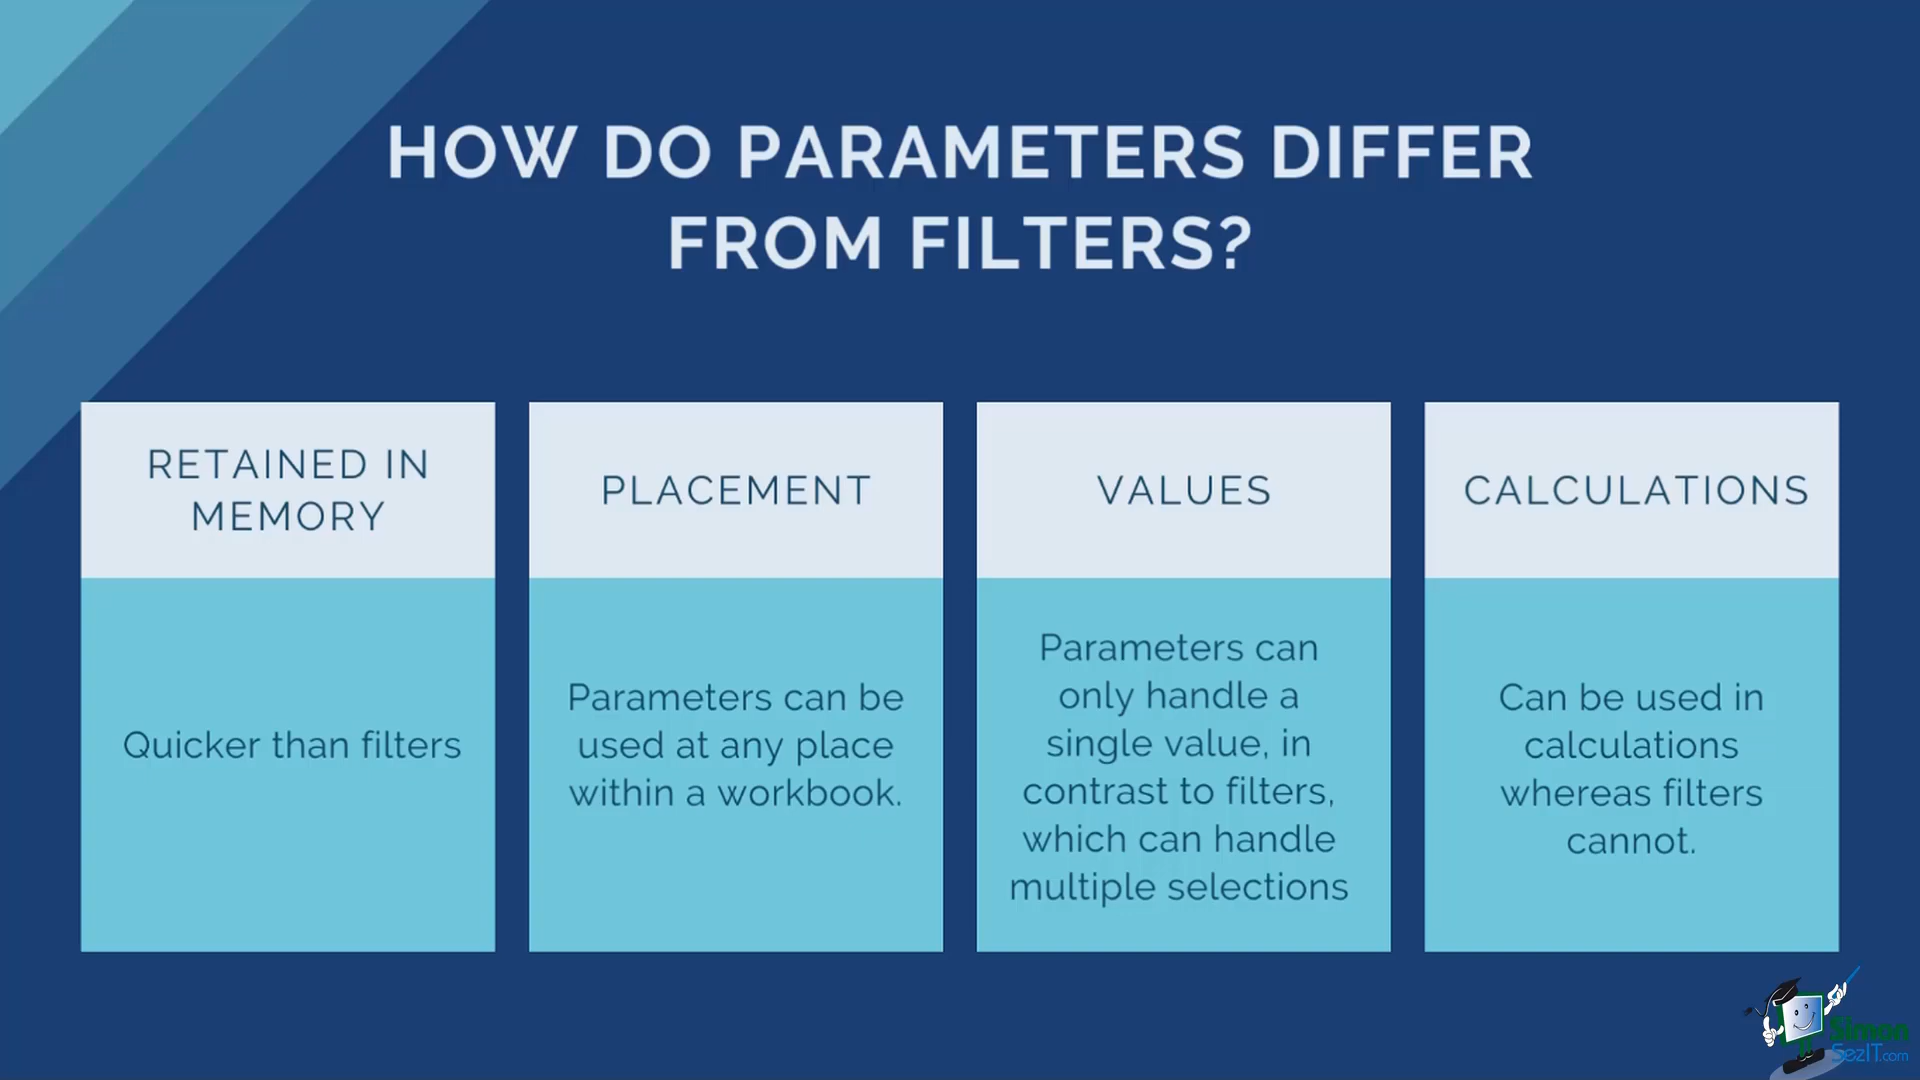 HOW DO PARAMETERS DIFFER
FROM FILTERS?
RETAINED IN
MEMORY
Quicker than filters
PLACEMENT
Parameters can be
used at any place
within a workbook.
VALUES
Parameters can
only handle a
single value, in
contrast to filters,
which can handle
multiple selections
CALCULATIONS
Can be used in
calculations
whereas filters
cannot.
Simon
SezIT.com